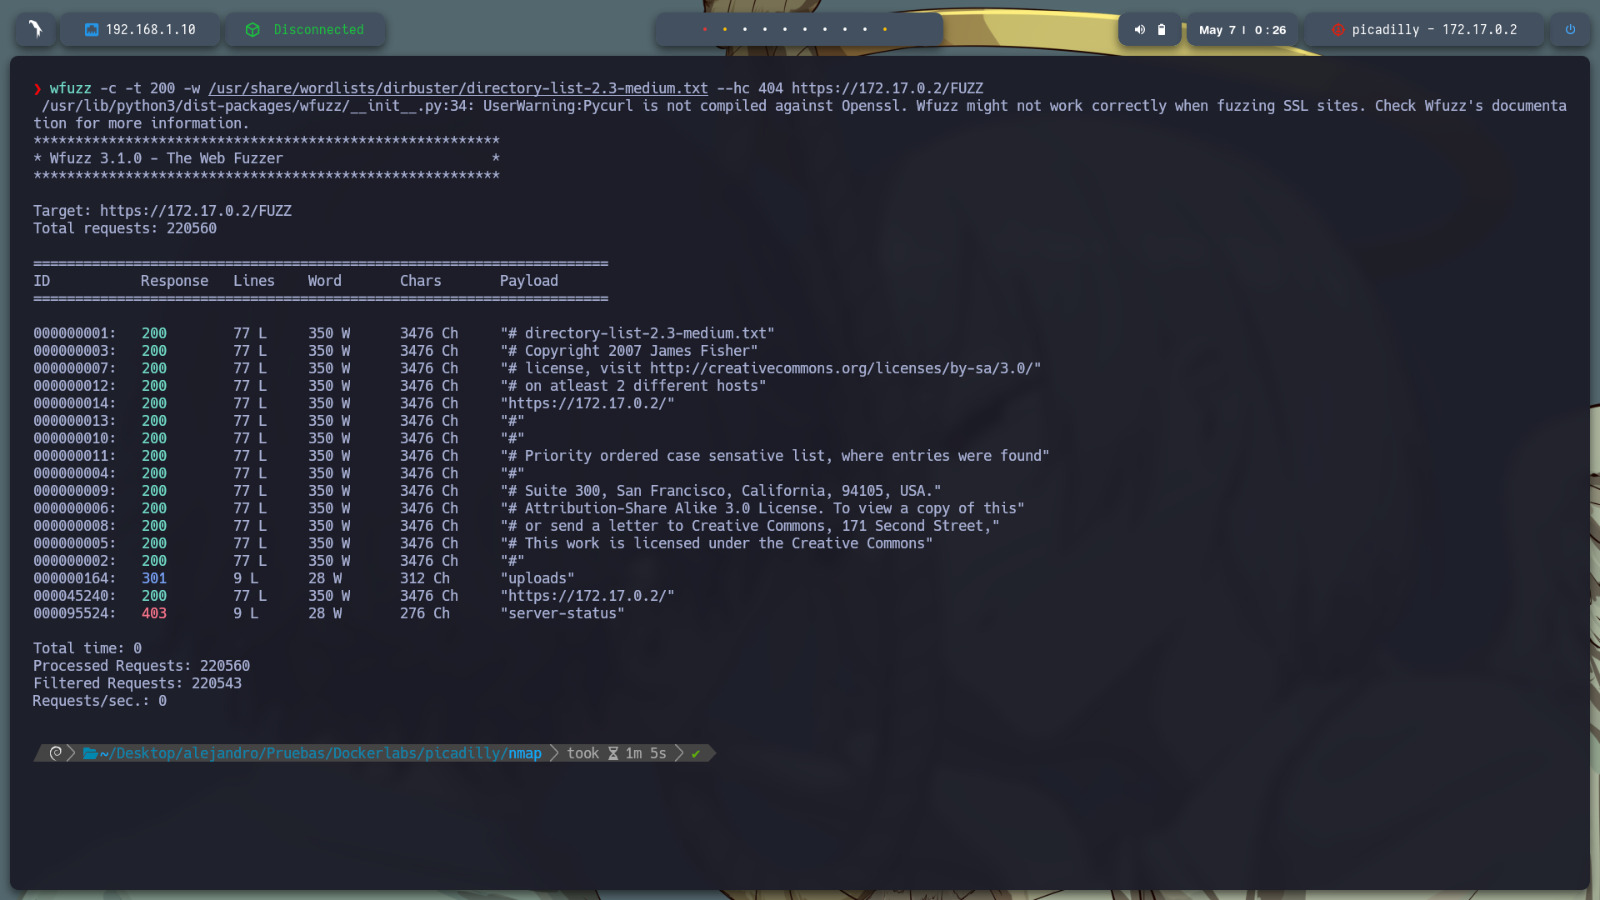 192.168.1.10 Disconnected May 7 | 0:26 picadilly - 172.17.0.2
❯ wfuzz -c -t 200 -w /usr/share/wordlists/dirbuster/directory-list-2.3-medium.txt --hc 404 https://172.17.0.2/FUZZ
/usr/lib/python3/dist-packages/wfuzz/__init__.py:34: UserWarning:Pycurl is not compiled against Openssl. Wfuzz might not work correctly when fuzzing SSL sites. Check Wfuzz's documenta
tion for more information.
********************************************************
* Wfuzz 3.1.0 - The Web Fuzzer                         *
********************************************************
Target: https://172.17.0.2/FUZZ
Total requests: 220560
=====================================================================
ID           Response   Lines    Word       Chars       Payload
=====================================================================
000000001:   200        77 L     350 W      3476 Ch     "# directory-list-2.3-medium.txt"
000000003:   200        77 L     350 W      3476 Ch     "# Copyright 2007 James Fisher"
000000007:   200        77 L     350 W      3476 Ch     "# license, visit http://creativecommons.org/licenses/by-sa/3.0/"
000000012:   200        77 L     350 W      3476 Ch     "# on atleast 2 different hosts"
000000014:   200        77 L     350 W      3476 Ch     "https://172.17.0.2/"
000000013:   200        77 L     350 W      3476 Ch     "#"
000000010:   200        77 L     350 W      3476 Ch     "#"
000000011:   200        77 L     350 W      3476 Ch     "# Priority ordered case sensative list, where entries were found"
000000004:   200        77 L     350 W      3476 Ch     "#"
000000009:   200        77 L     350 W      3476 Ch     "# Suite 300, San Francisco, California, 94105, USA."
000000006:   200        77 L     350 W      3476 Ch     "# Attribution-Share Alike 3.0 License. To view a copy of this"
000000008:   200        77 L     350 W      3476 Ch     "# or send a letter to Creative Commons, 171 Second Street,"
000000005:   200        77 L     350 W      3476 Ch     "# This work is licensed under the Creative Commons"
000000002:   200        77 L     350 W      3476 Ch     "#"
000000164:   301        9 L      28 W       312 Ch      "uploads"
000045240:   200        77 L     350 W      3476 Ch     "https://172.17.0.2/"
000095524:   403        9 L      28 W       276 Ch      "server-status"
Total time: 0
Processed Requests: 220560
Filtered Requests: 220543
Requests/sec.: 0
~/Desktop/alejandro/Pruebas/Dockerlabs/picadilly/nmap took 1m 5s ✔